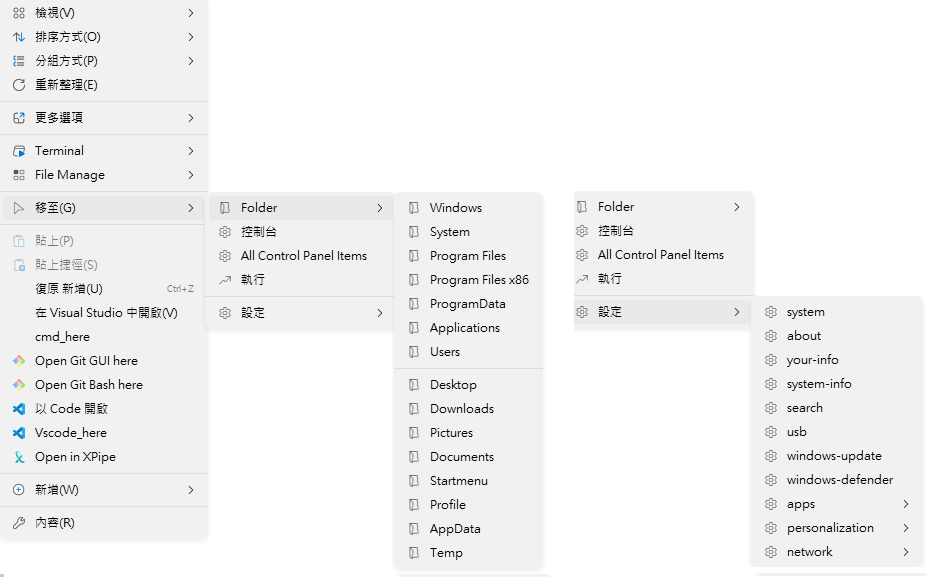 檢視(V)
排序方式(O)
分組方式(P)
重新整理(E)
更多選項
Terminal
File Manage
移至(G)
貼上(P)
貼上捷徑(S)
復原 新增(U) Ctrl+Z
在 Visual Studio 中開啟(V)
cmd_here
Open Git GUI here
Open Git Bash here
以 Code 開啟
Vscode_here
Open in XPipe
新增(W)
內容(R)
Folder
控制台
All Control Panel Items
執行
設定
Windows
System
Program Files
Program Files x86
ProgramData
Applications
Users
Desktop
Downloads
Pictures
Documents
Startmenu
Profile
AppData
Temp
Folder
控制台
All Control Panel Items
執行
設定
system
about
your-info
system-info
search
usb
windows-update
windows-defender
apps
personalization
network